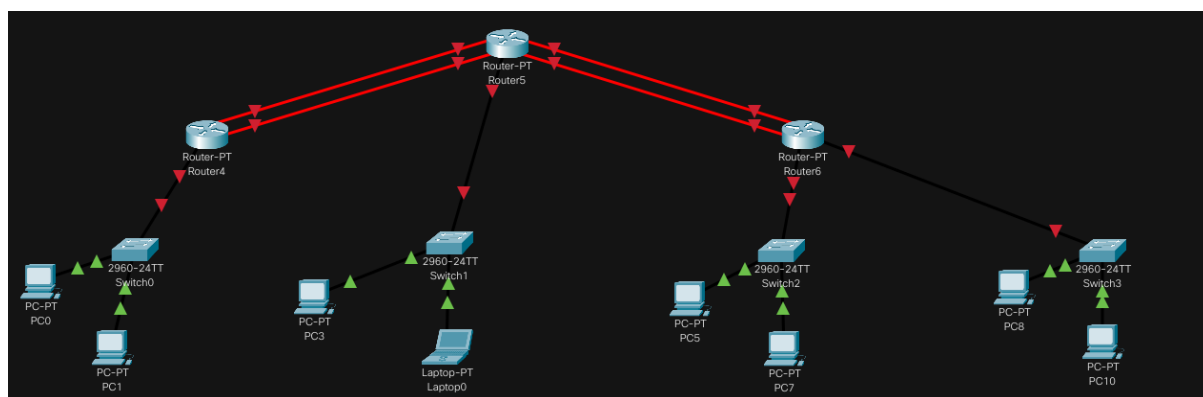 Router-PT
Router5
Router-PT
Router4
Router-PT
Router6
2960-24TT
Switch0
2960-24TT
Switch1
2960-24TT
Switch2
2960-24TT
Switch3
PC-PT
PC0
PC-PT
PC1
PC-PT
PC3
Laptop-PT
Laptop0
PC-PT
PC5
PC-PT
PC7
PC-PT
PC8
PC-PT
PC10